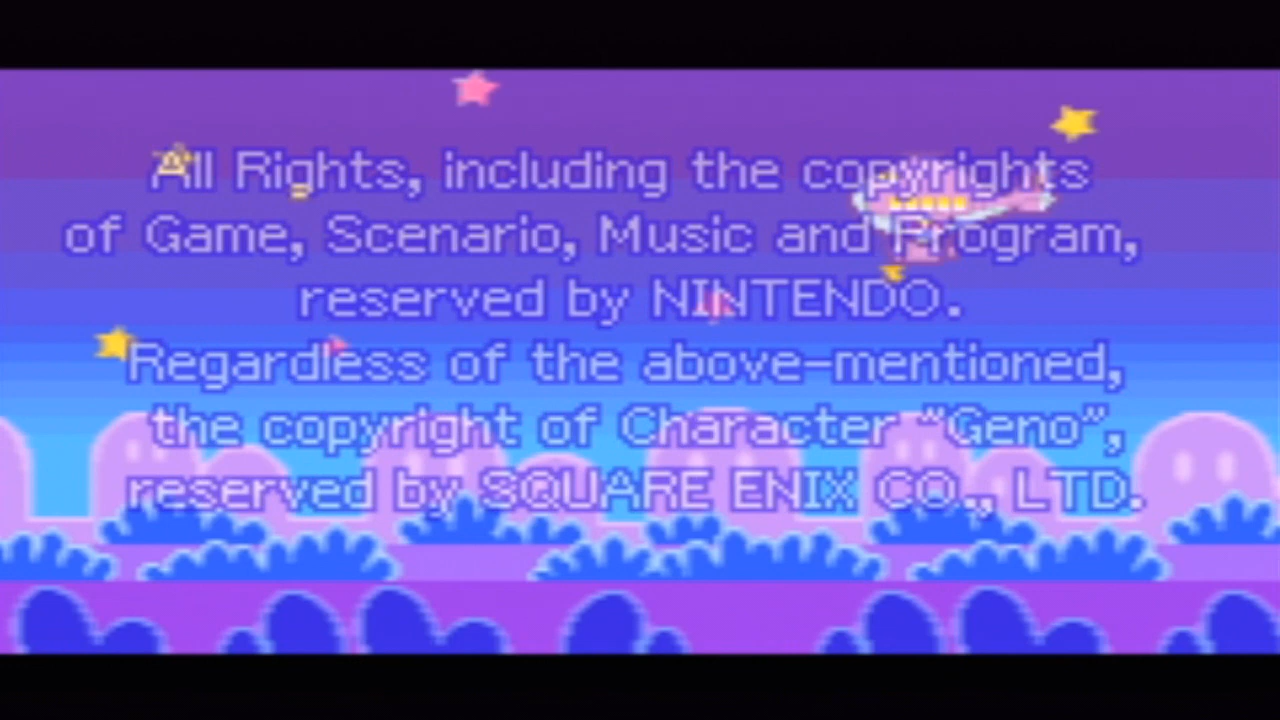 All Rights, including the copyrights
of Game, Scenario, Music and Program,
reserved by NINTENDO.
Regardless of the above-mentioned,
the copyright of Character "Geno",
reserved by SQUARE ENIX CO., LTD.